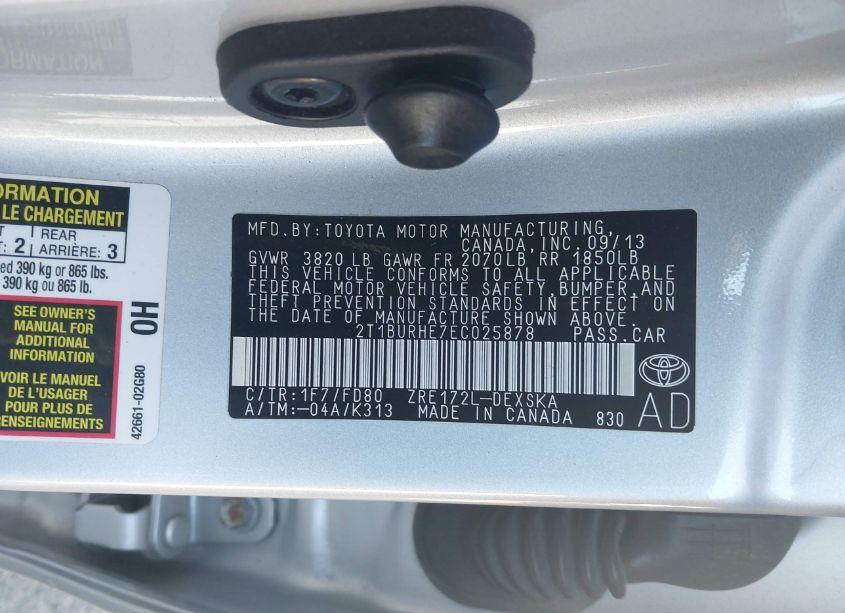 ORMATION
FORMATION
LE CHARGEMENT
REAR
2 ARRIÈRE: 3
390 kg or 865 lbs.
390 kg ou 865 lb.
SEE OWNER'S
MANUAL FOR
ADDITIONAL
INFORMATION
VOIR LE MANUEL
DE L'USAGER
POUR PLUS DE
RENSEIGNEMENTS
OH
42661-02G80
MFD. BY: TOYOTA MOTOR MANUFACTURING,
CANADA, INC. 09/13
GVWR 3820 LB GAWR FR 2070LB RR 1850LB
THIS VEHICLE CONFORMS TO ALL APPLICABLE
FEDERAL MOTOR VEHICLE SAFETY, BUMPER, AND
THEFT PREVENTION STANDARDS IN EFFECT ON
THE DATE OF MANUFACTURE SHOWN ABOVE.
2T1BURHE7EC025878 PASS. CAR
C/TR: 1F7/FD80 ZRE172L-DEXSKA
A/TM: -04A/K313 MADE IN CANADA 830
AD